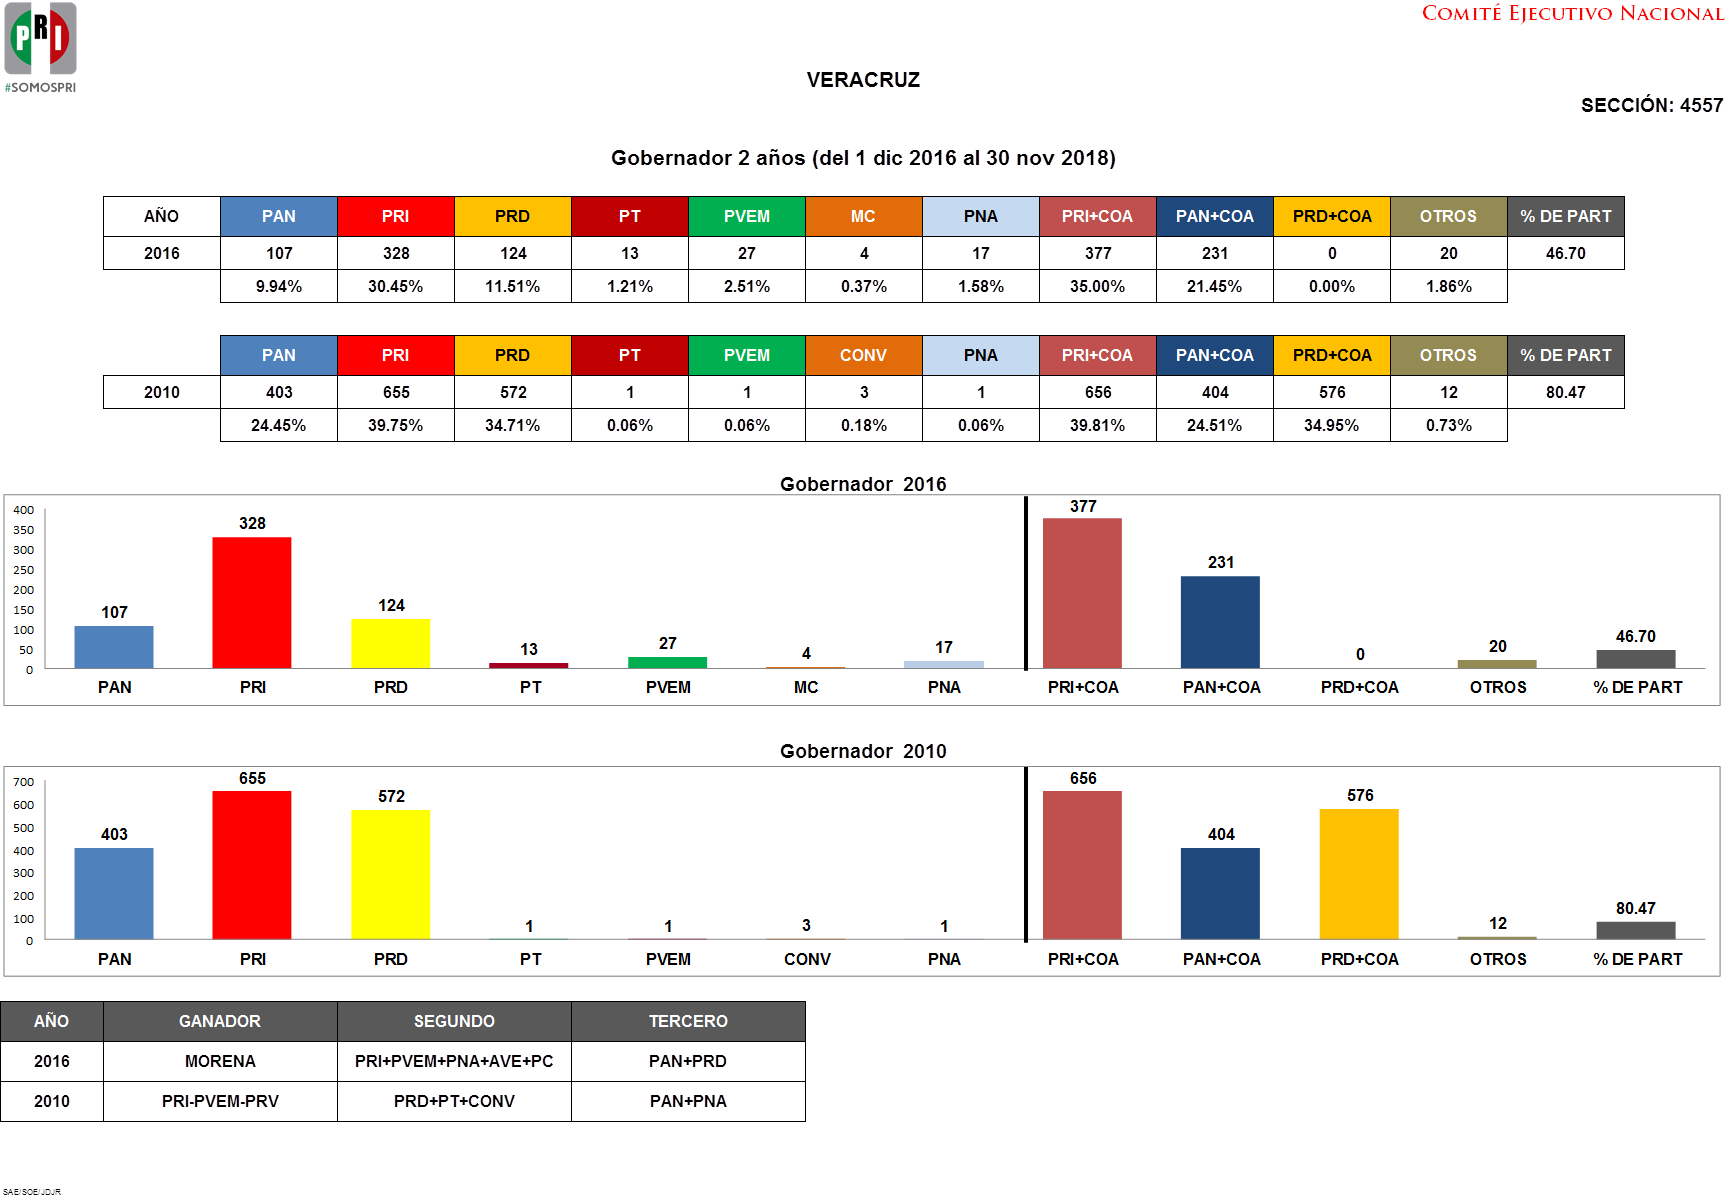 PRI
#SOMOSPRI
COMITÉ EJECUTIVO NACIONAL
VERACRUZ
SECCIÓN: 4557
Gobernador 2 años (del 1 dic 2016 al 30 nov 2018)
AÑO PAN PRI PRD PT PVEM MC PNA PRI+COA PAN+COA PRD+COA OTROS % DE PART
2016 107 328 124 13 27 4 17 377 231 0 20 46.70
9.94% 30.45% 11.51% 1.21% 2.51% 0.37% 1.58% 35.00% 21.45% 0.00% 1.86%
PAN PRI PRD PT PVEM CONV PNA PRI+COA PAN+COA PRD+COA OTROS % DE PART
2010 403 655 572 1 1 3 1 656 404 576 12 80.47
24.45% 39.75% 34.71% 0.06% 0.06% 0.18% 0.06% 39.81% 24.51% 34.95% 0.73%
Gobernador 2016
400
350
300
250
200
150
100
50
0
107 328 124 13 27 4 17 377 231 0 20 46.70
PAN PRI PRD PT PVEM MC PNA PRI+COA PAN+COA PRD+COA OTROS % DE PART
Gobernador 2010
700
600
500
400
300
200
100
0
403 655 572 1 1 3 1 656 404 576 12 80.47
PAN PRI PRD PT PVEM CONV PNA PRI+COA PAN+COA PRD+COA OTROS % DE PART
AÑO GANADOR SEGUNDO TERCERO
2016 MORENA PRI+PVEM+PNA+AVE+PC PAN+PRD
2010 PRI-PVEM-PRV PRD+PT+CONV PAN+PNA
SAE/SOE/JDJR